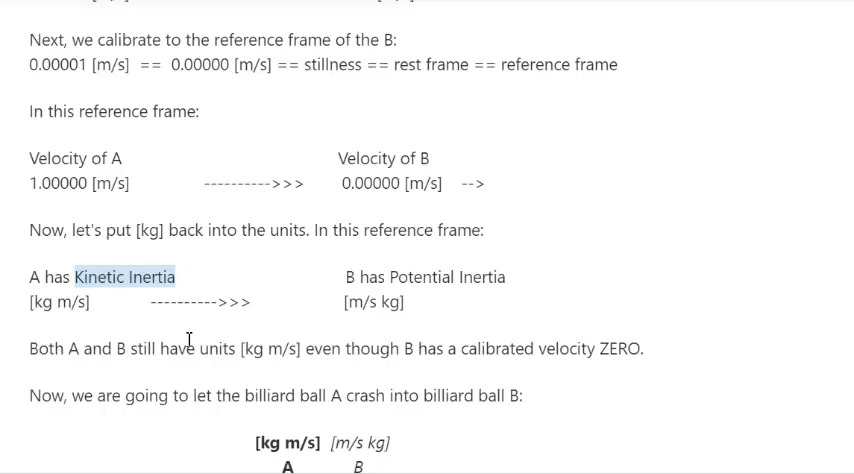 Next, we calibrate to the reference frame of the B:
0.00001 [m/s] == 0.00000 [m/s] == stillness == rest frame == reference frame
In this reference frame:
Velocity of A Velocity of B
1.00000 [m/s] ---------->>> 0.00000 [m/s] -->
Now, let's put [kg] back into the units. In this reference frame:
A has Kinetic Inertia B has Potential Inertia
[kg m/s] ---------->>> [m/s kg]
Both A and B still have units [kg m/s] even though B has a calibrated velocity ZERO.
Now, we are going to let the billiard ball A crash into billiard ball B:
[kg m/s] [m/s kg]
A B